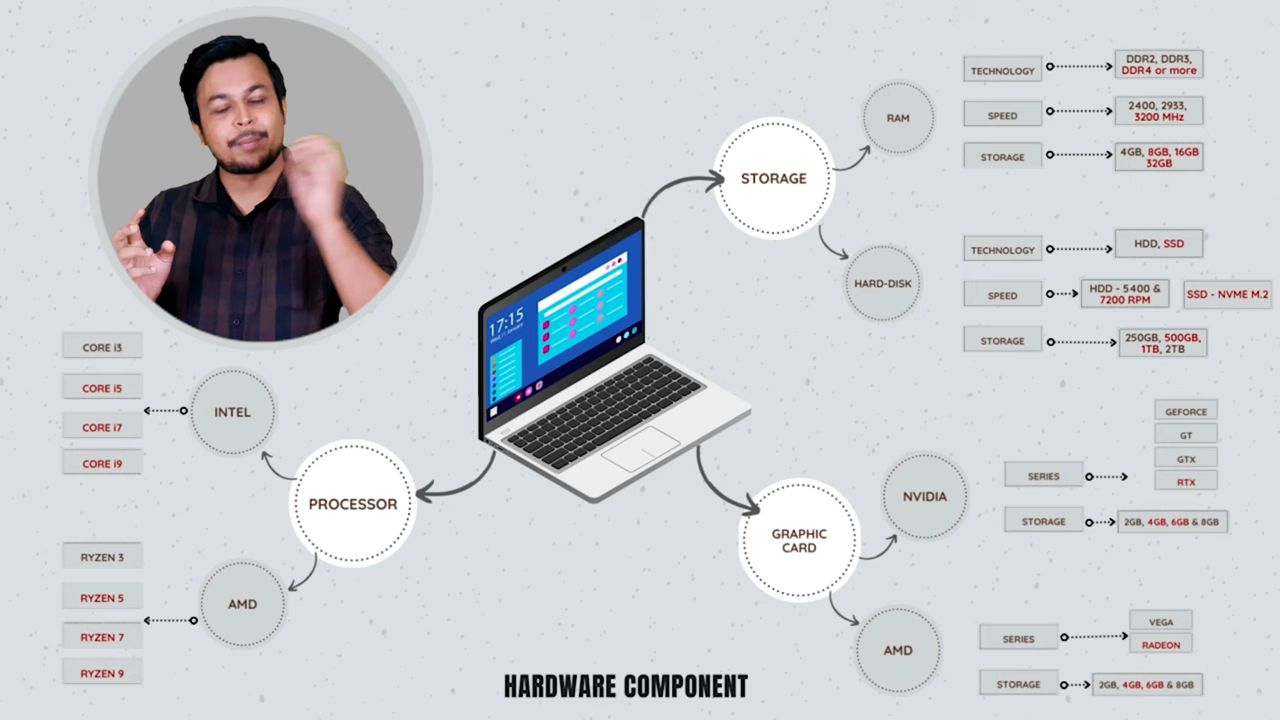 STORAGE
RAM
TECHNOLOGY
DDR2, DDR3,
DDR4 or more
SPEED
2400, 2933,
3200 MHz
STORAGE
4GB, 8GB, 16GB
32GB
HARD-DISK
TECHNOLOGY
HDD, SSD
SPEED
HDD - 5400 &
7200 RPM
SSD - NVME M.2
STORAGE
250GB, 500GB,
1TB, 2TB
17:15
PROCESSOR
INTEL
CORE i3
CORE i5
CORE i7
CORE i9
AMD
RYZEN 3
RYZEN 5
RYZEN 7
RYZEN 9
GRAPHIC
CARD
NVIDIA
SERIES
GEFORCE
GT
GTX
RTX
STORAGE
2GB, 4GB, 6GB & 8GB
AMD
SERIES
VEGA
RADEON
STORAGE
2GB, 4GB, 6GB & 8GB
HARDWARE COMPONENT